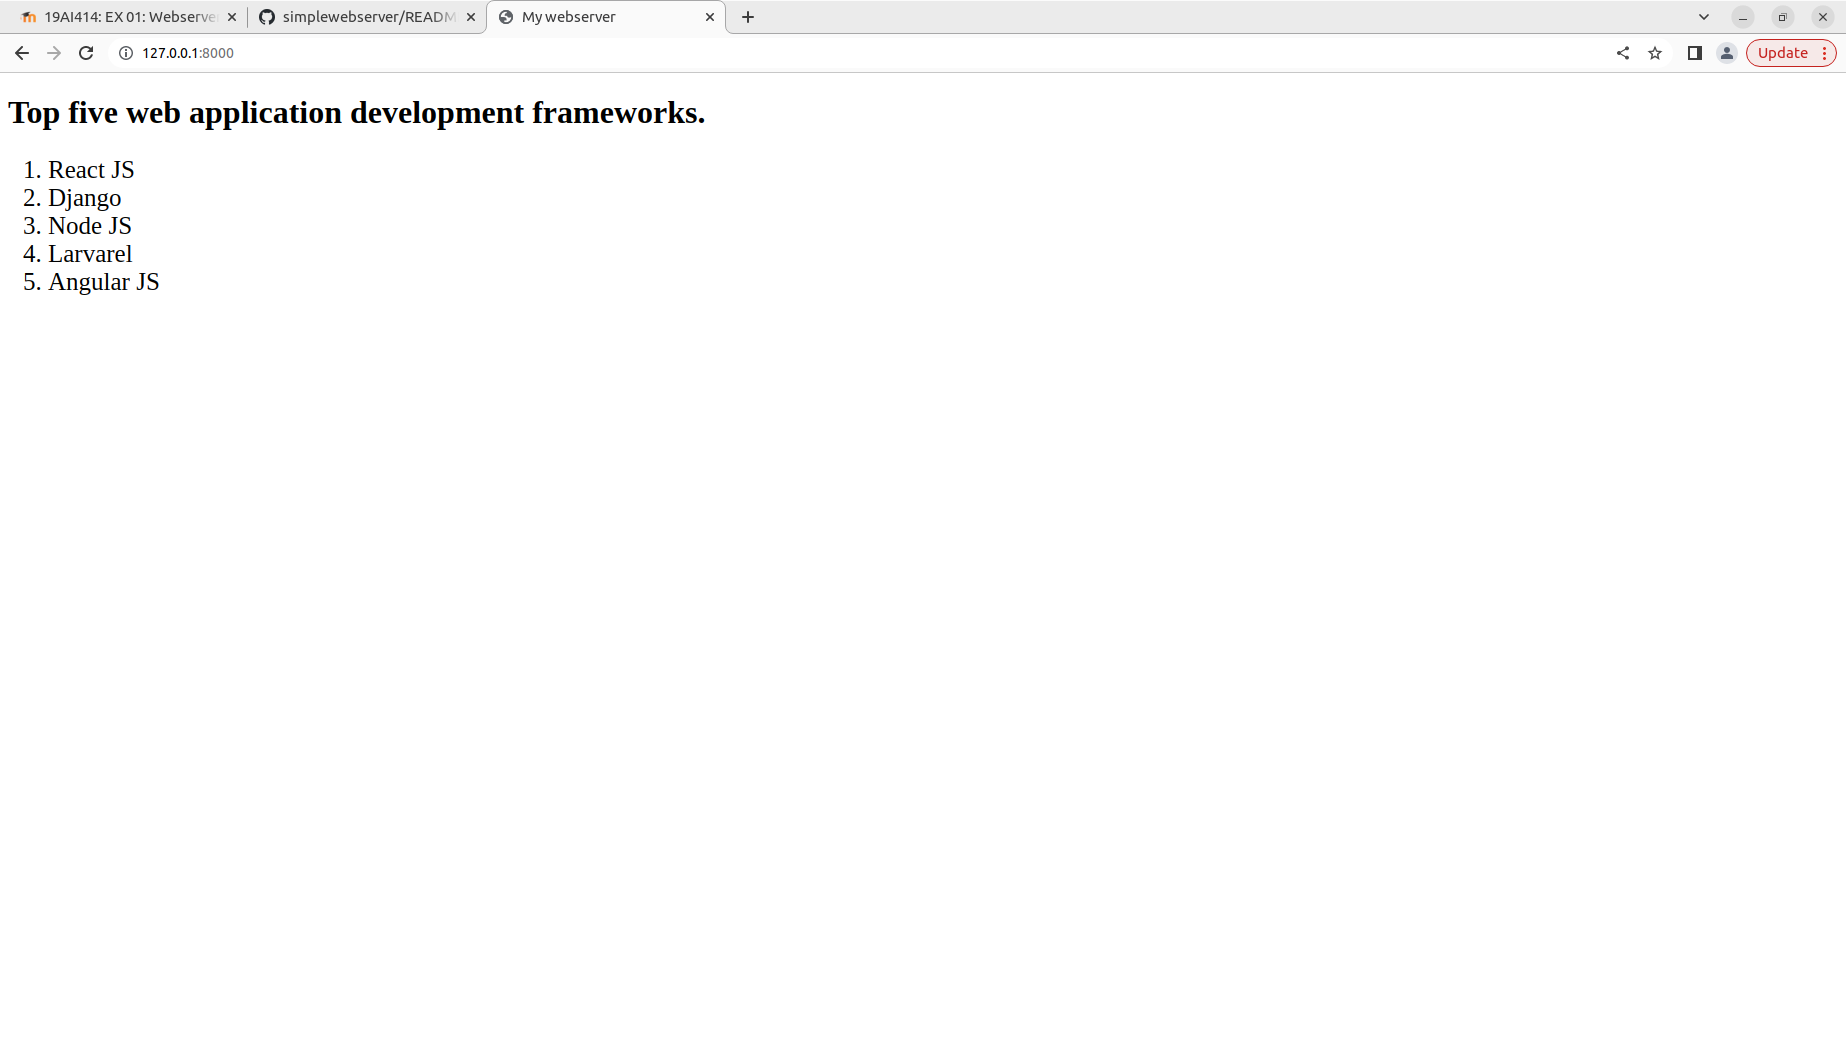 19AI414: EX 01: Webserve
simplewebserver/READM
My webserver
127.0.0.1:8000
Update
Top five web application development frameworks.
1. React JS
2. Django
3. Node JS
4. Larvarel
5. Angular JS